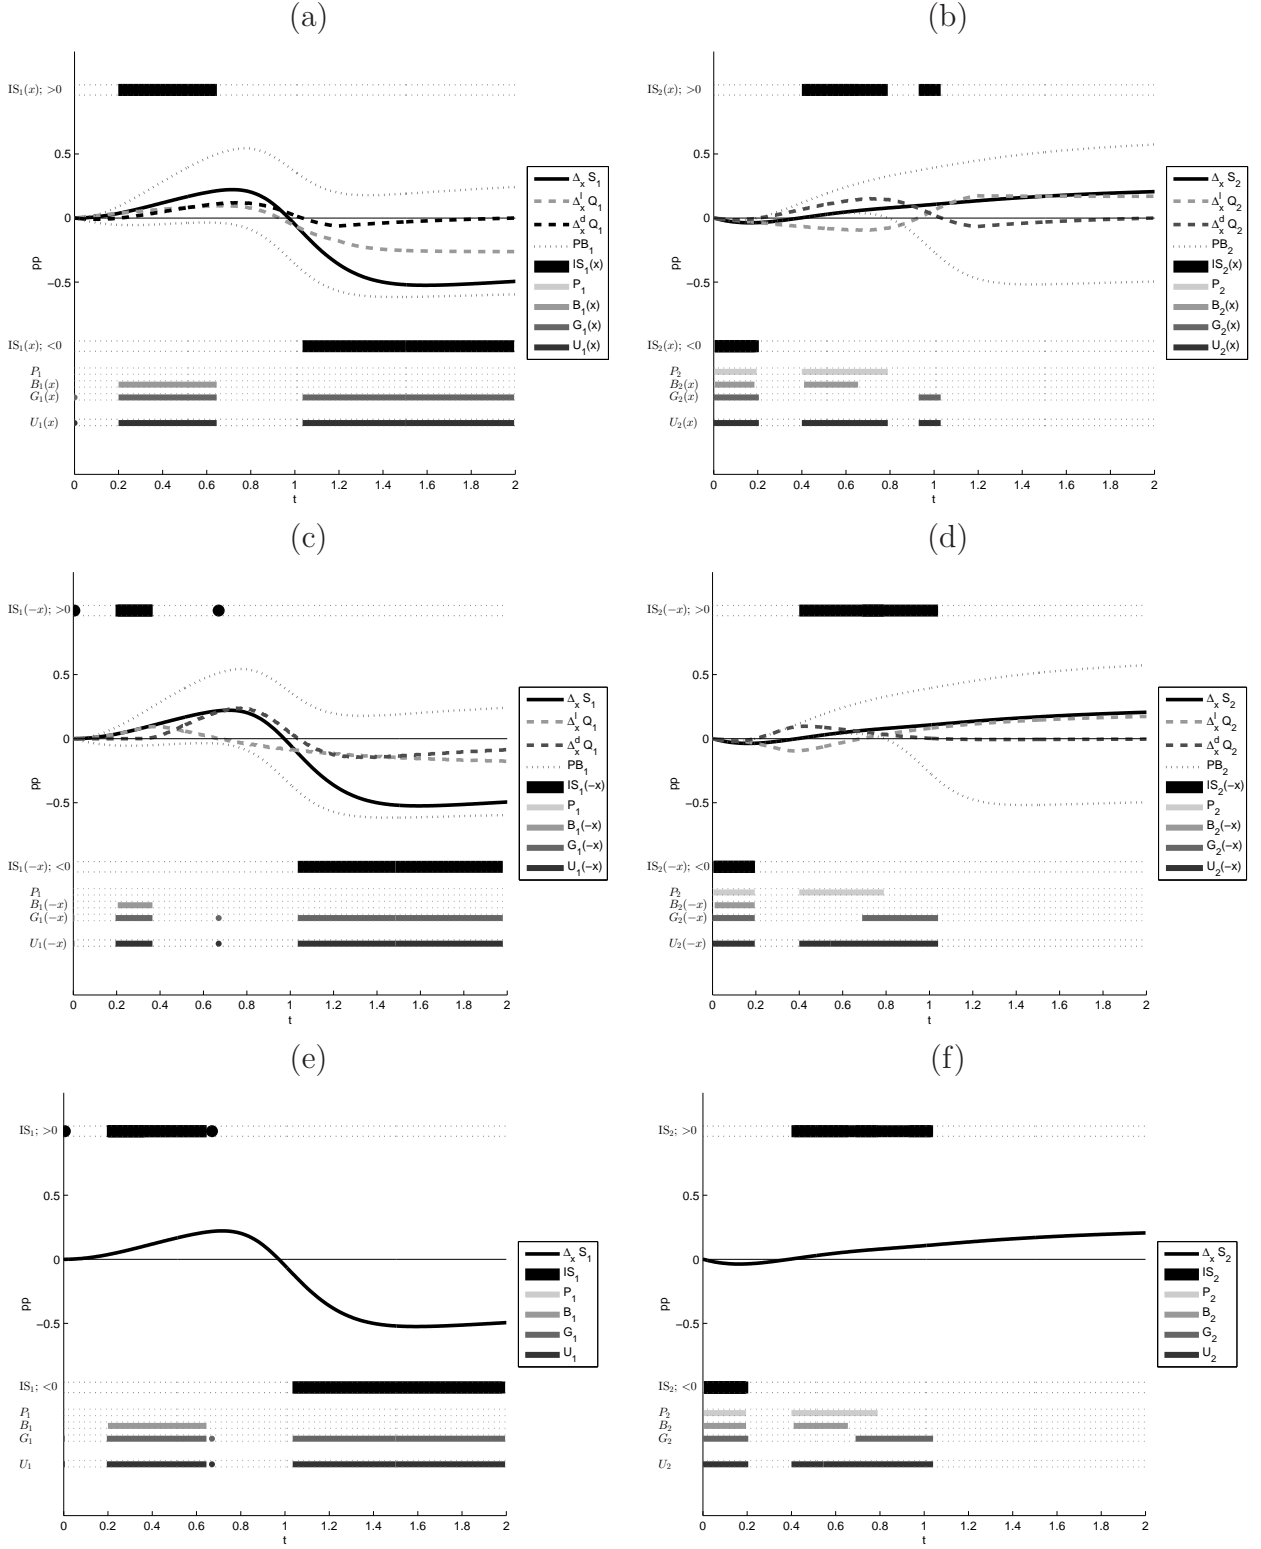 (a)
IS1(x); >0
0.5
0
−0.5
pp
IS1(x); <0
P1
B1(x)
G1(x)
U1(x)
0 0.2 0.4 0.6 0.8 1 1.2 1.4 1.6 1.8 2
t
Δx S1
Δx^l Q1
Δx^d Q1
PB1
IS1(x)
P1
B1(x)
G1(x)
U1(x)
(b)
IS2(x); >0
0.5
0
−0.5
pp
IS2(x); <0
P2
B2(x)
G2(x)
U2(x)
0 0.2 0.4 0.6 0.8 1 1.2 1.4 1.6 1.8 2
t
Δx S2
Δx^l Q2
Δx^d Q2
PB2
IS2(x)
P2
B2(x)
G2(x)
U2(x)
(c)
IS1(−x); >0
0.5
0
−0.5
pp
IS1(−x); <0
P1
B1(−x)
G1(−x)
U1(−x)
0 0.2 0.4 0.6 0.8 1 1.2 1.4 1.6 1.8 2
t
Δx S1
Δx^l Q1
Δx^d Q1
PB1
IS1(−x)
P1
B1(−x)
G1(−x)
U1(−x)
(d)
IS2(−x); >0
0.5
0
−0.5
pp
IS2(−x); <0
P2
B2(−x)
G2(−x)
U2(−x)
0 0.2 0.4 0.6 0.8 1 1.2 1.4 1.6 1.8 2
t
Δx S2
Δx^l Q2
Δx^d Q2
PB2
IS2(−x)
P2
B2(−x)
G2(−x)
U2(−x)
(e)
IS1; >0
0.5
0
−0.5
pp
IS1; <0
P1
B1
G1
U1
0 0.2 0.4 0.6 0.8 1 1.2 1.4 1.6 1.8 2
t
Δx S1
IS1
P1
B1
G1
U1
(f)
IS2; >0
0.5
0
−0.5
pp
IS2; <0
P2
B2
G2
U2
0 0.2 0.4 0.6 0.8 1 1.2 1.4 1.6 1.8 2
t
Δx S2
IS2
P2
B2
G2
U2